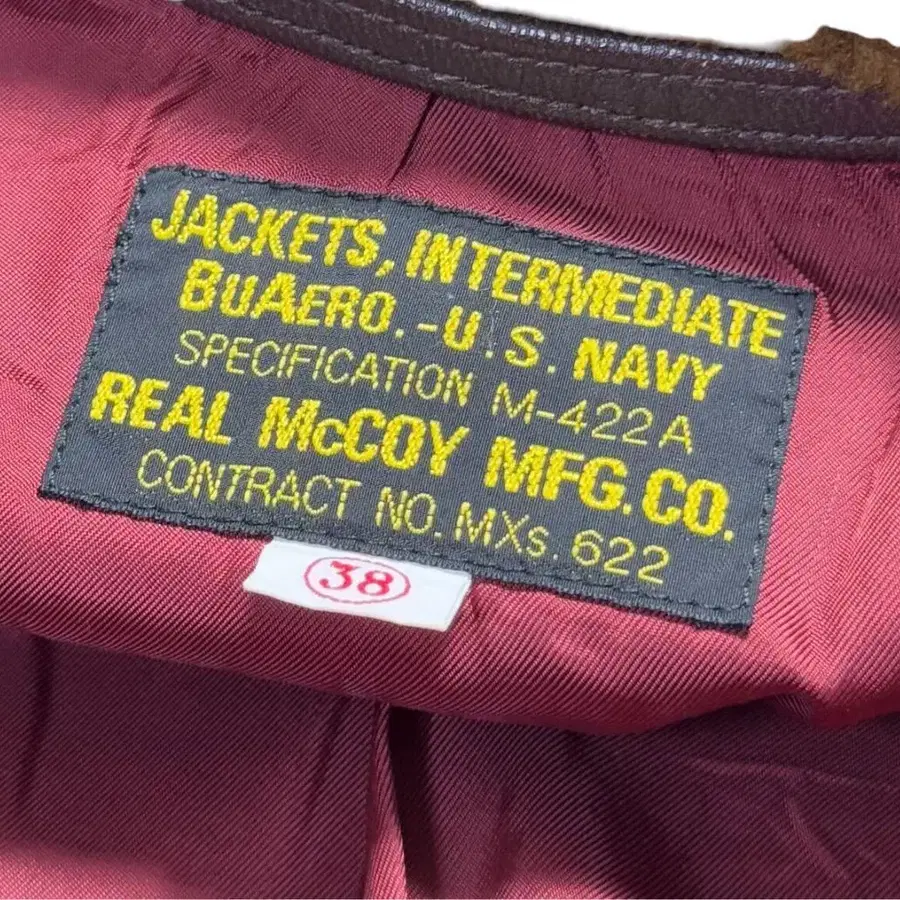 JACKETS, INTERMEDIATE
BUAERO.-U.S. NAVY
SPECIFICATION M-422A
REAL McCOY MFG.CO.
CONTRACT NO. MXs. 622
38